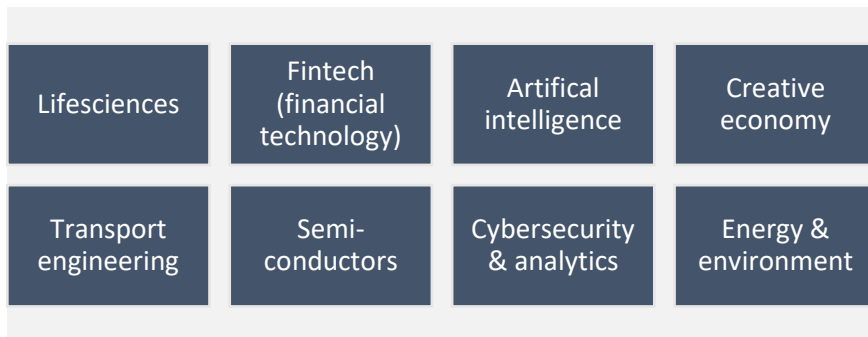 Lifesciences
Fintech
(financial
technology)
Artifical
intelligence
Creative
economy
Transport
engineering
Semi-
conductors
Cybersecurity
& analytics
Energy &
environment